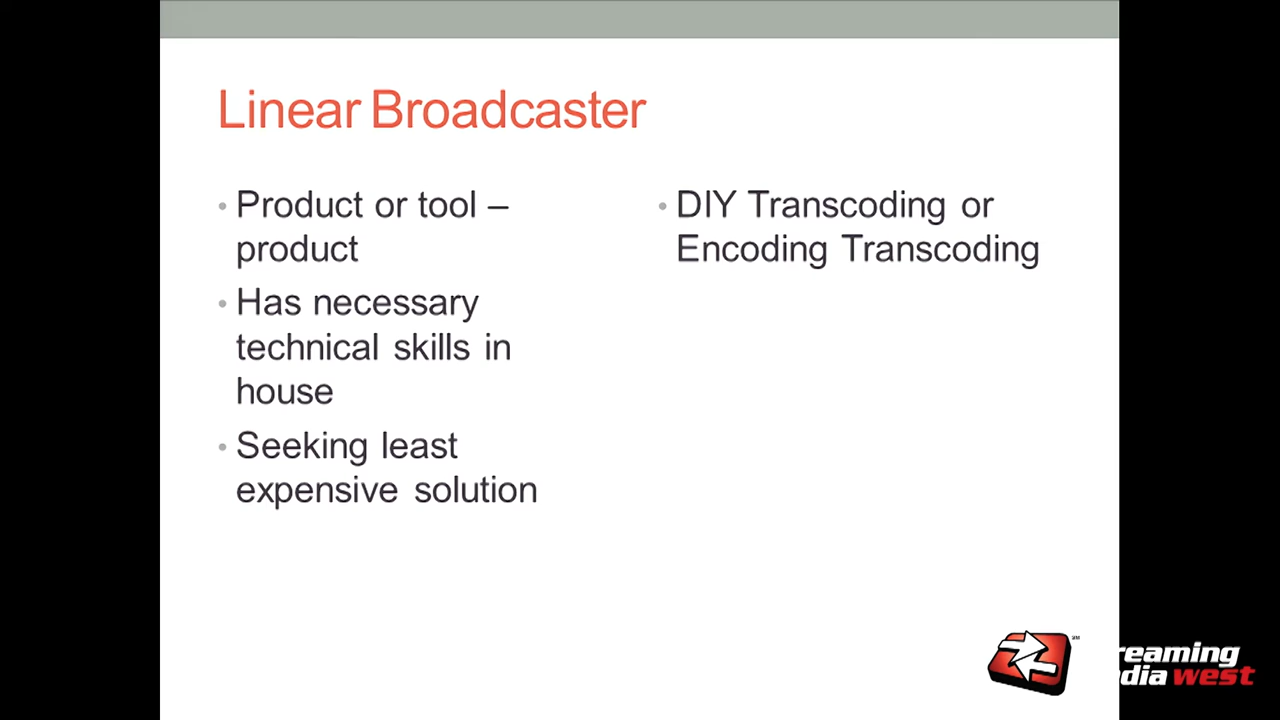 Linear Broadcaster
• Product or tool –
product
• Has necessary
technical skills in
house
• Seeking least
expensive solution
• DIY Transcoding or
Encoding Transcoding
SM
reaming
dia west